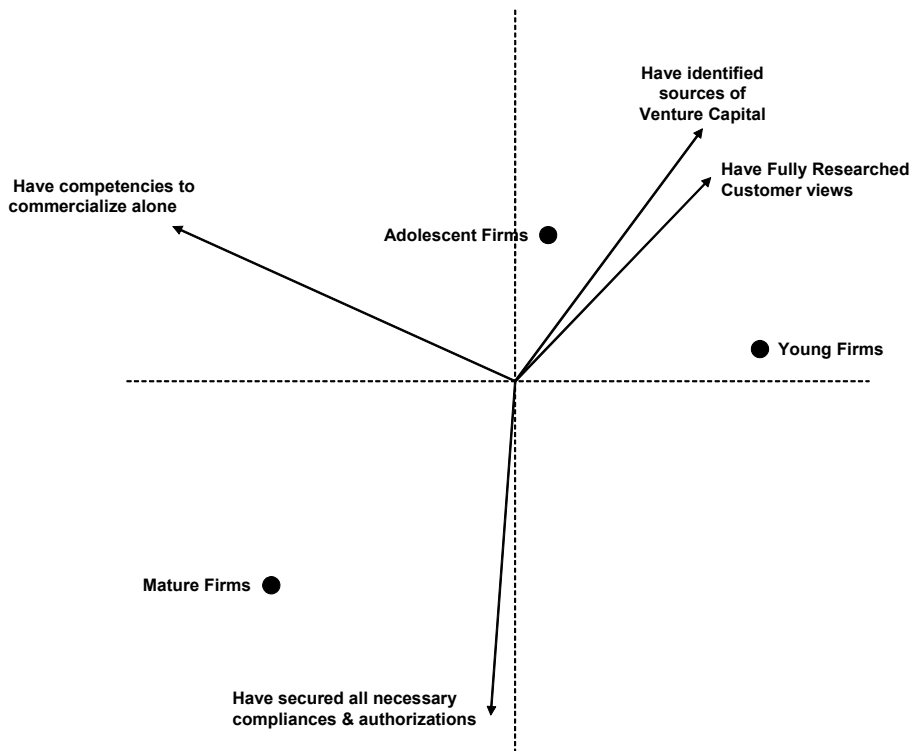 Have identified
sources of
Venture Capital
Have Fully Researched
Customer views
Have competencies to
commercialize alone
Adolescent Firms
Young Firms
Mature Firms
Have secured all necessary
compliances & authorizations